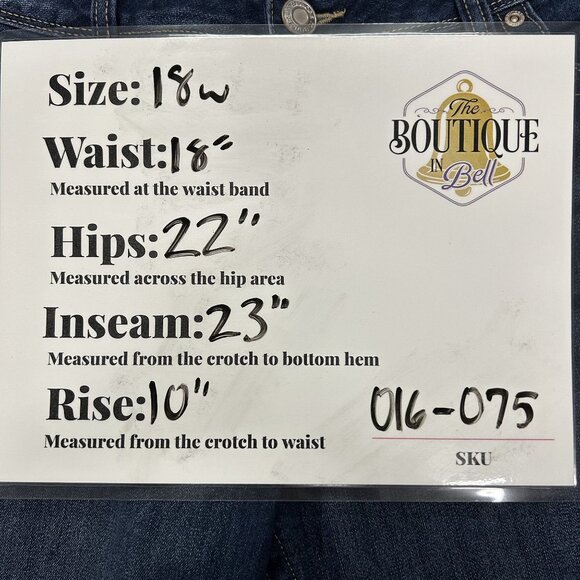 Size: 18w
The
BOUTIQUE
IN
Bell
Waist: 18"
Measured at the waist band
Hips: 22"
Measured across the hip area
Inseam: 23"
Measured from the crotch to bottom hem
Rise: 10"
Measured from the crotch to waist
016-075
SKU